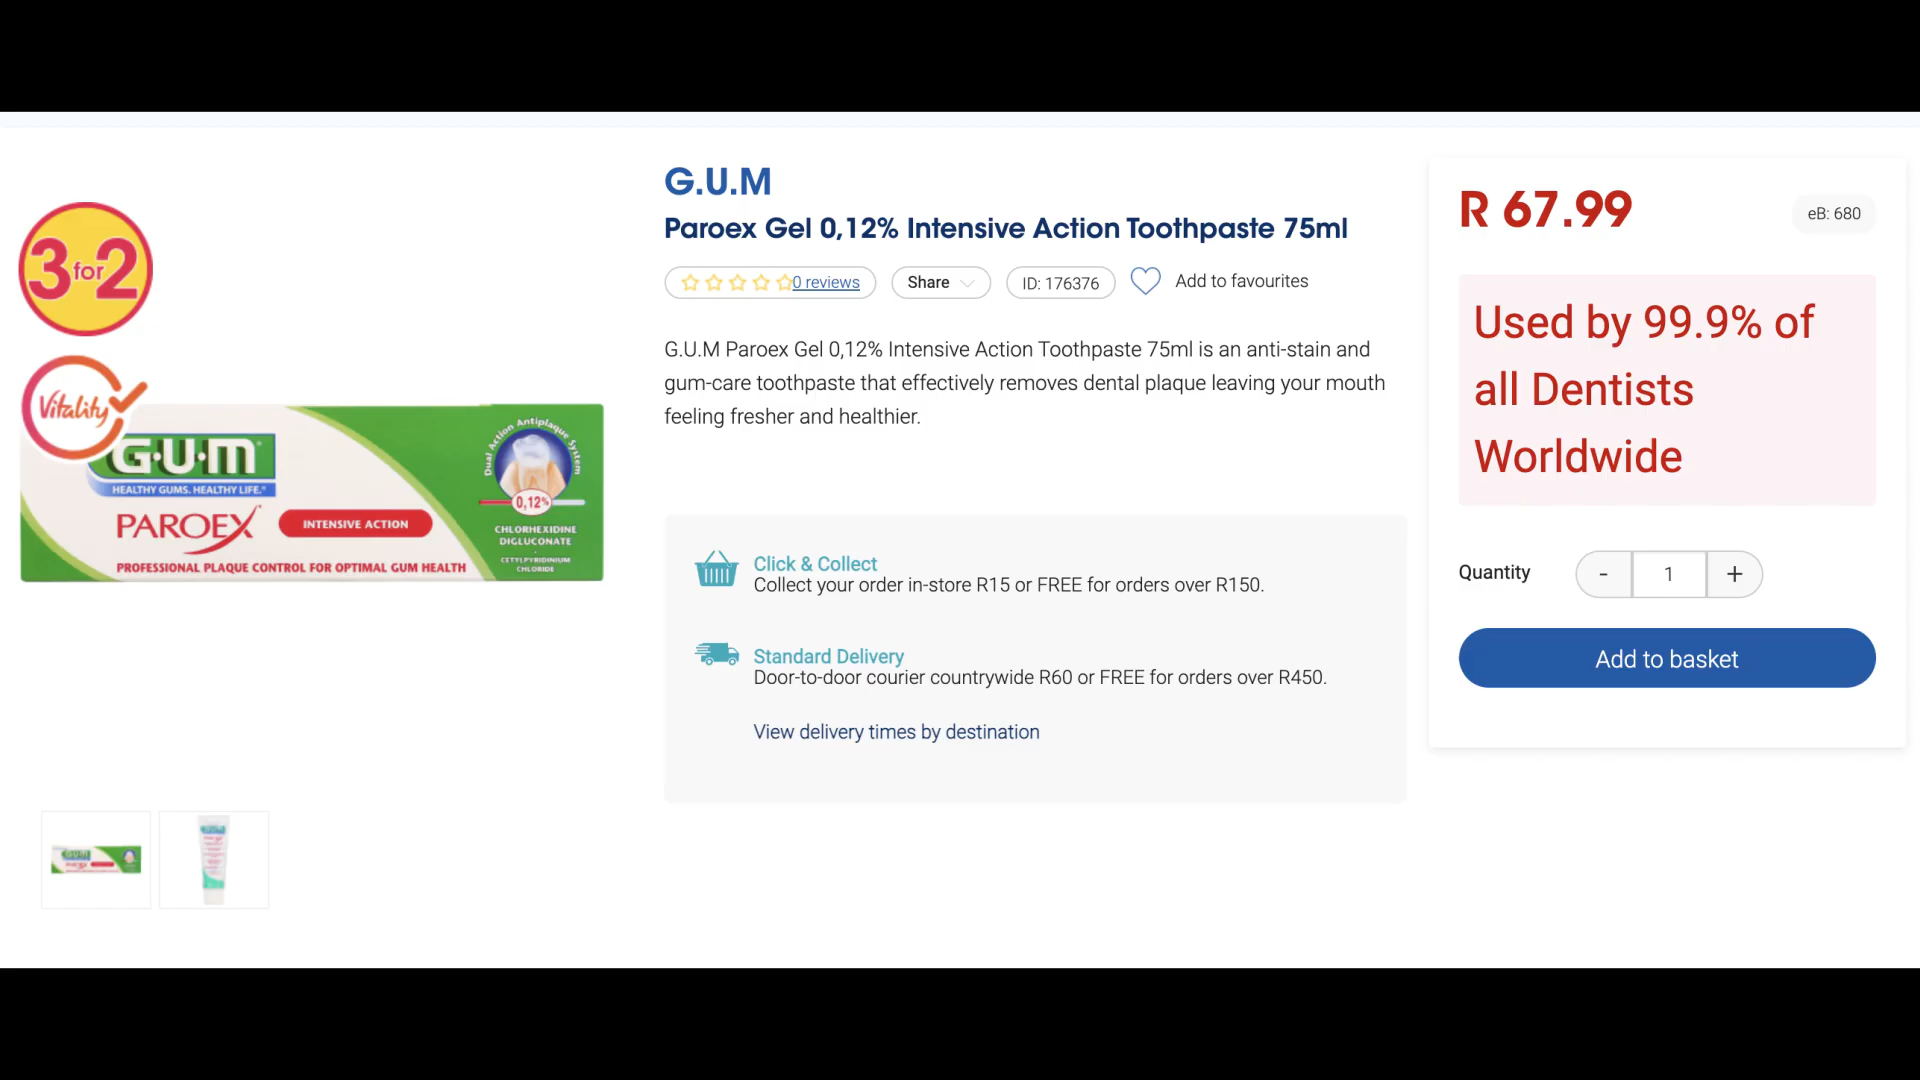 G.U.M
Paroex Gel 0,12% Intensive Action Toothpaste 75ml
0 reviews
Share
ID: 176376
Add to favourites
G.U.M Paroex Gel 0,12% Intensive Action Toothpaste 75ml is an anti-stain and
gum-care toothpaste that effectively removes dental plaque leaving your mouth
feeling fresher and healthier.
3 for 2
Vitality
G·U·M
HEALTHY GUMS. HEALTHY LIFE.®
PAROEX
INTENSIVE ACTION
PROFESSIONAL PLAQUE CONTROL FOR OPTIMAL GUM HEALTH
Dual Action Antiplaque System
0,12%
CHLORHEXIDINE
DIGLUCONATE
CETYLPYRIDINIUM
CHLORIDE
Click & Collect
Collect your order in-store R15 or FREE for orders over R150.
Standard Delivery
Door-to-door courier countrywide R60 or FREE for orders over R450.
View delivery times by destination
R 67.99
eB: 680
Used by 99.9% of
all Dentists
Worldwide
Quantity
- 1 +
Add to basket